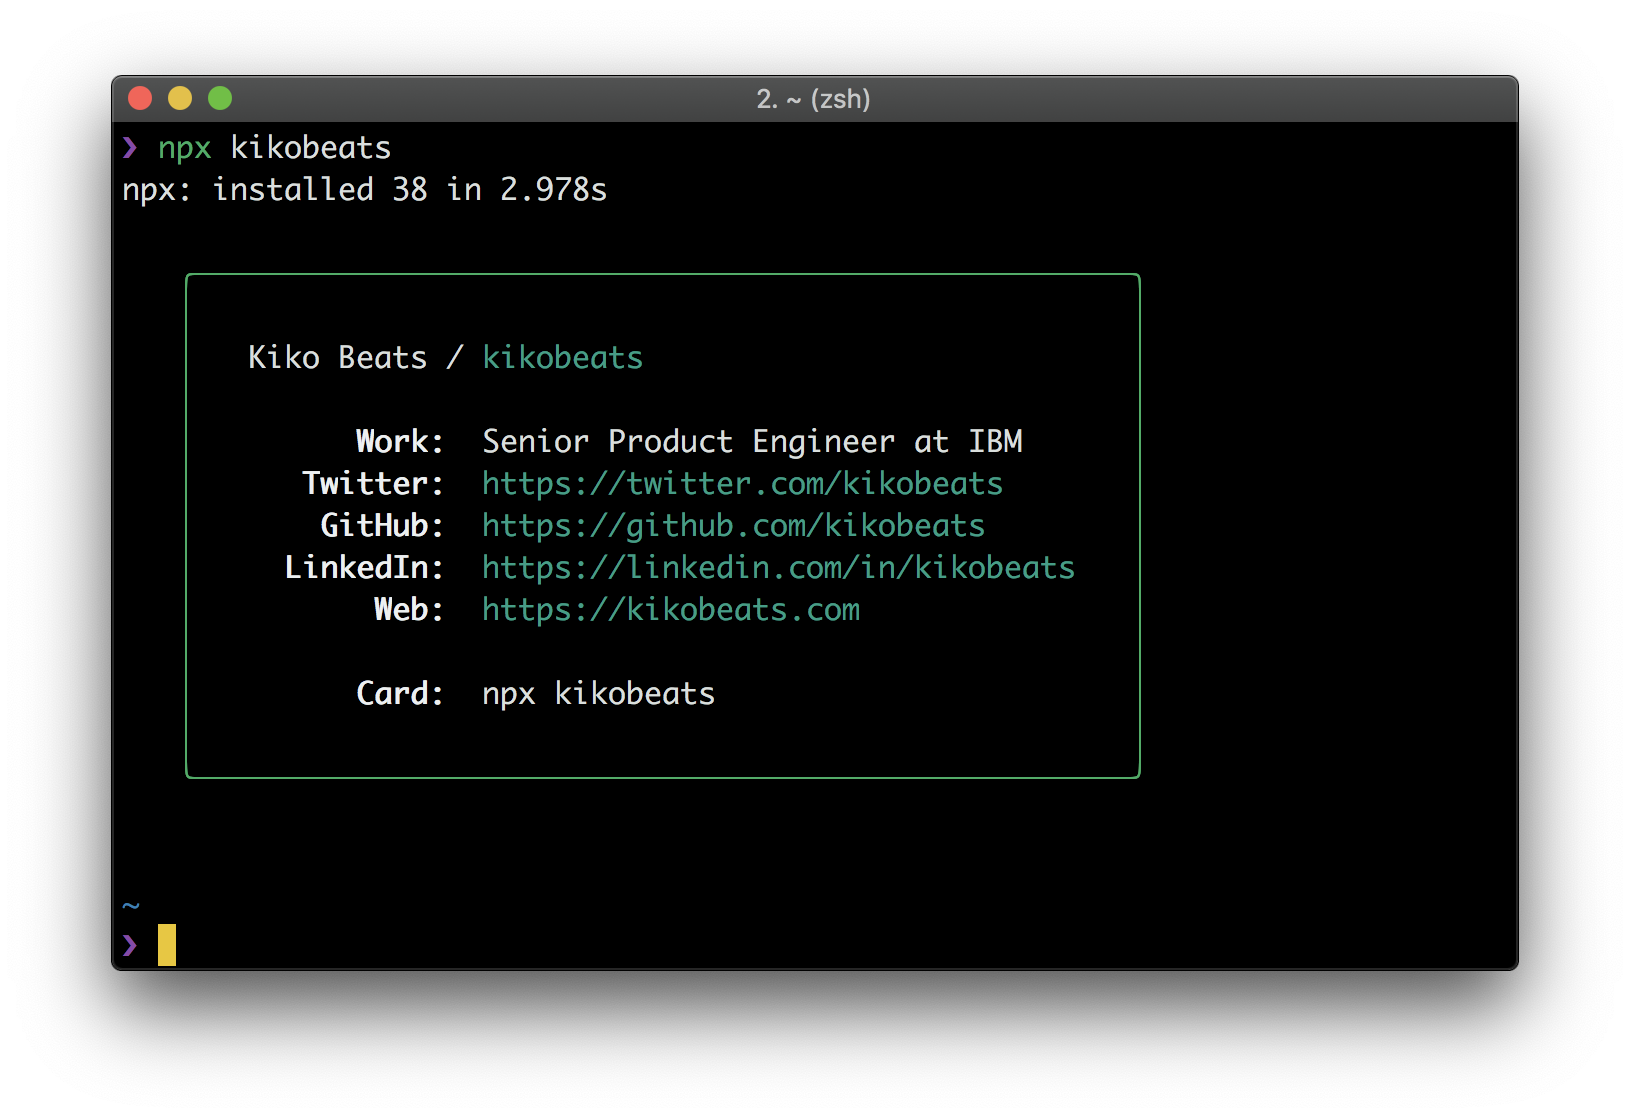 2. ~ (zsh)
❯ npx kikobeats
npx: installed 38 in 2.978s
Kiko Beats / kikobeats
Work: Senior Product Engineer at IBM
Twitter: https://twitter.com/kikobeats
GitHub: https://github.com/kikobeats
LinkedIn: https://linkedin.com/in/kikobeats
Web: https://kikobeats.com
Card: npx kikobeats
~
❯